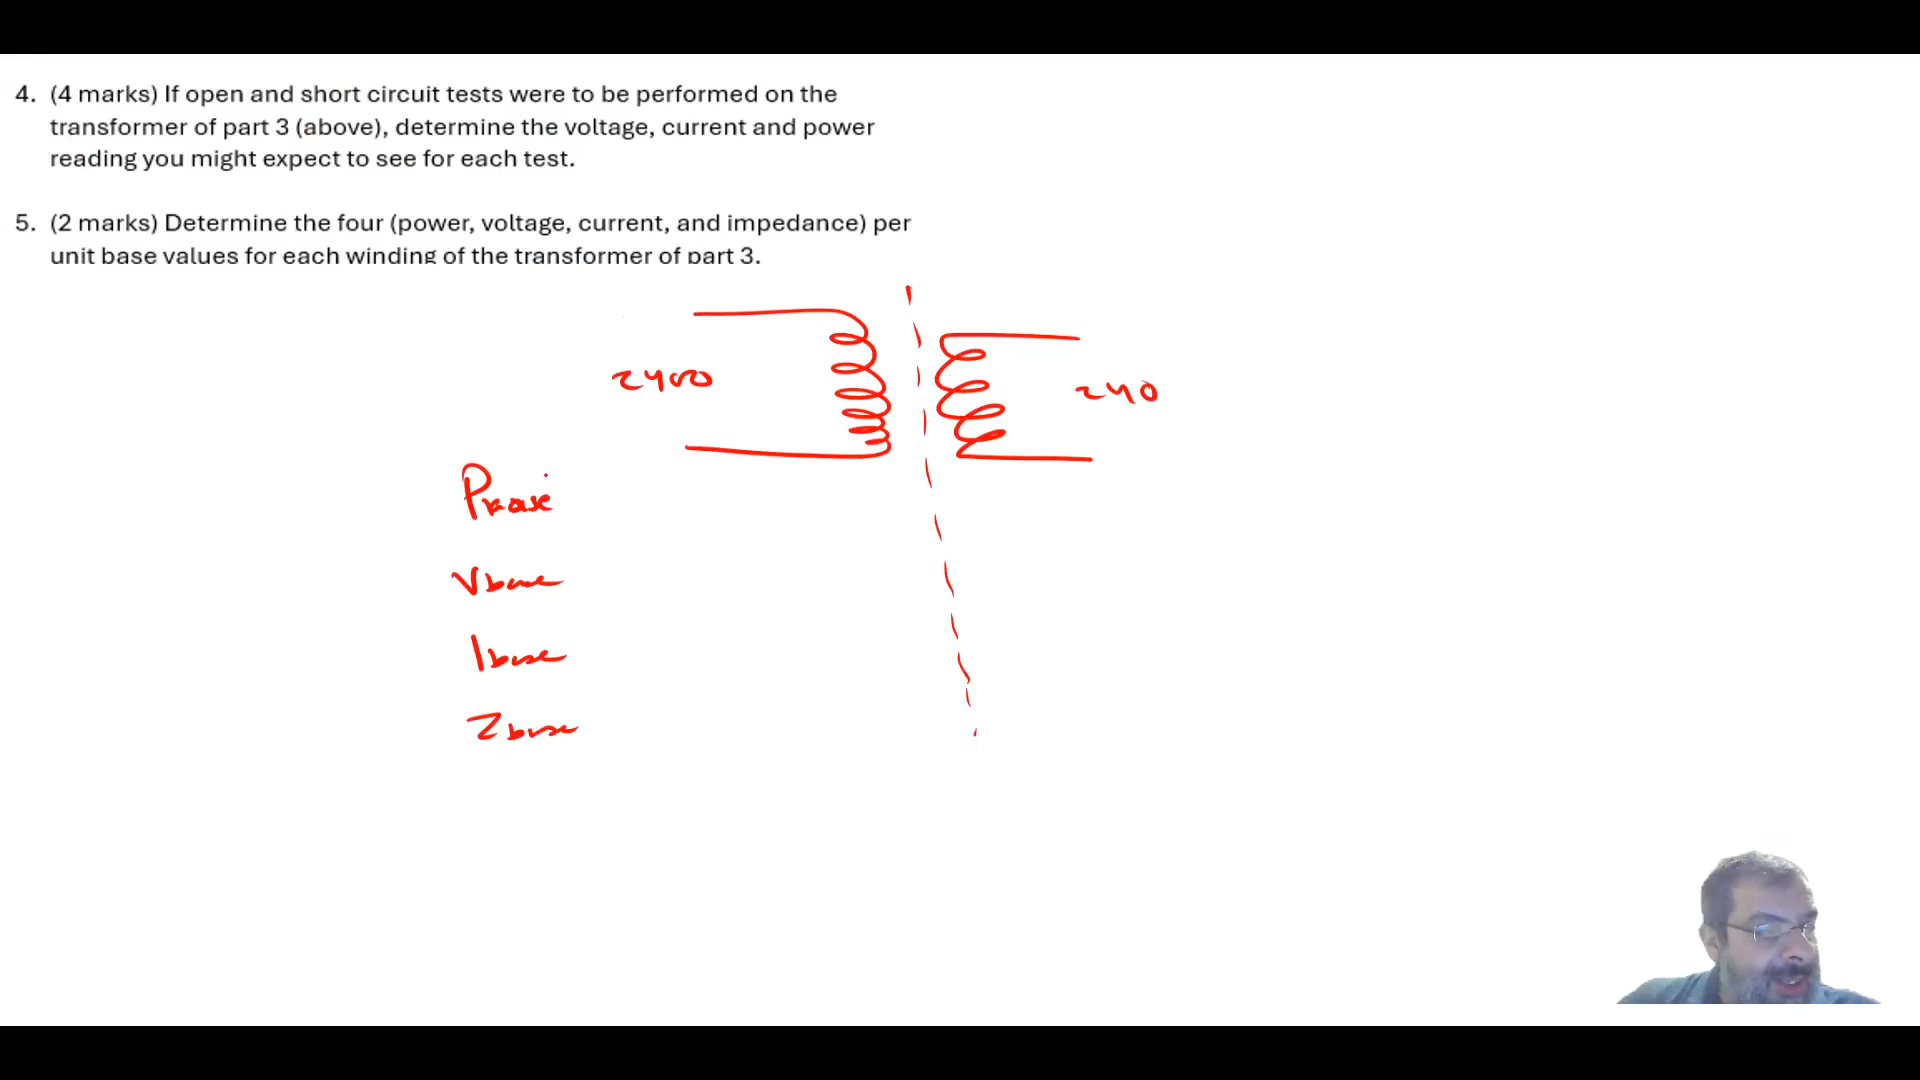 4. (4 marks) If open and short circuit tests were to be performed on the
transformer of part 3 (above), determine the voltage, current and power
reading you might expect to see for each test.
5. (2 marks) Determine the four (power, voltage, current, and impedance) per
unit base values for each winding of the transformer of part 3.
2400
240
Pbase
Vbase
Ibase
Zbase